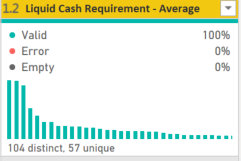 1.2 Liquid Cash Requirement - Average
Valid 100%
Error 0%
Empty 0%
104 distinct, 57 unique